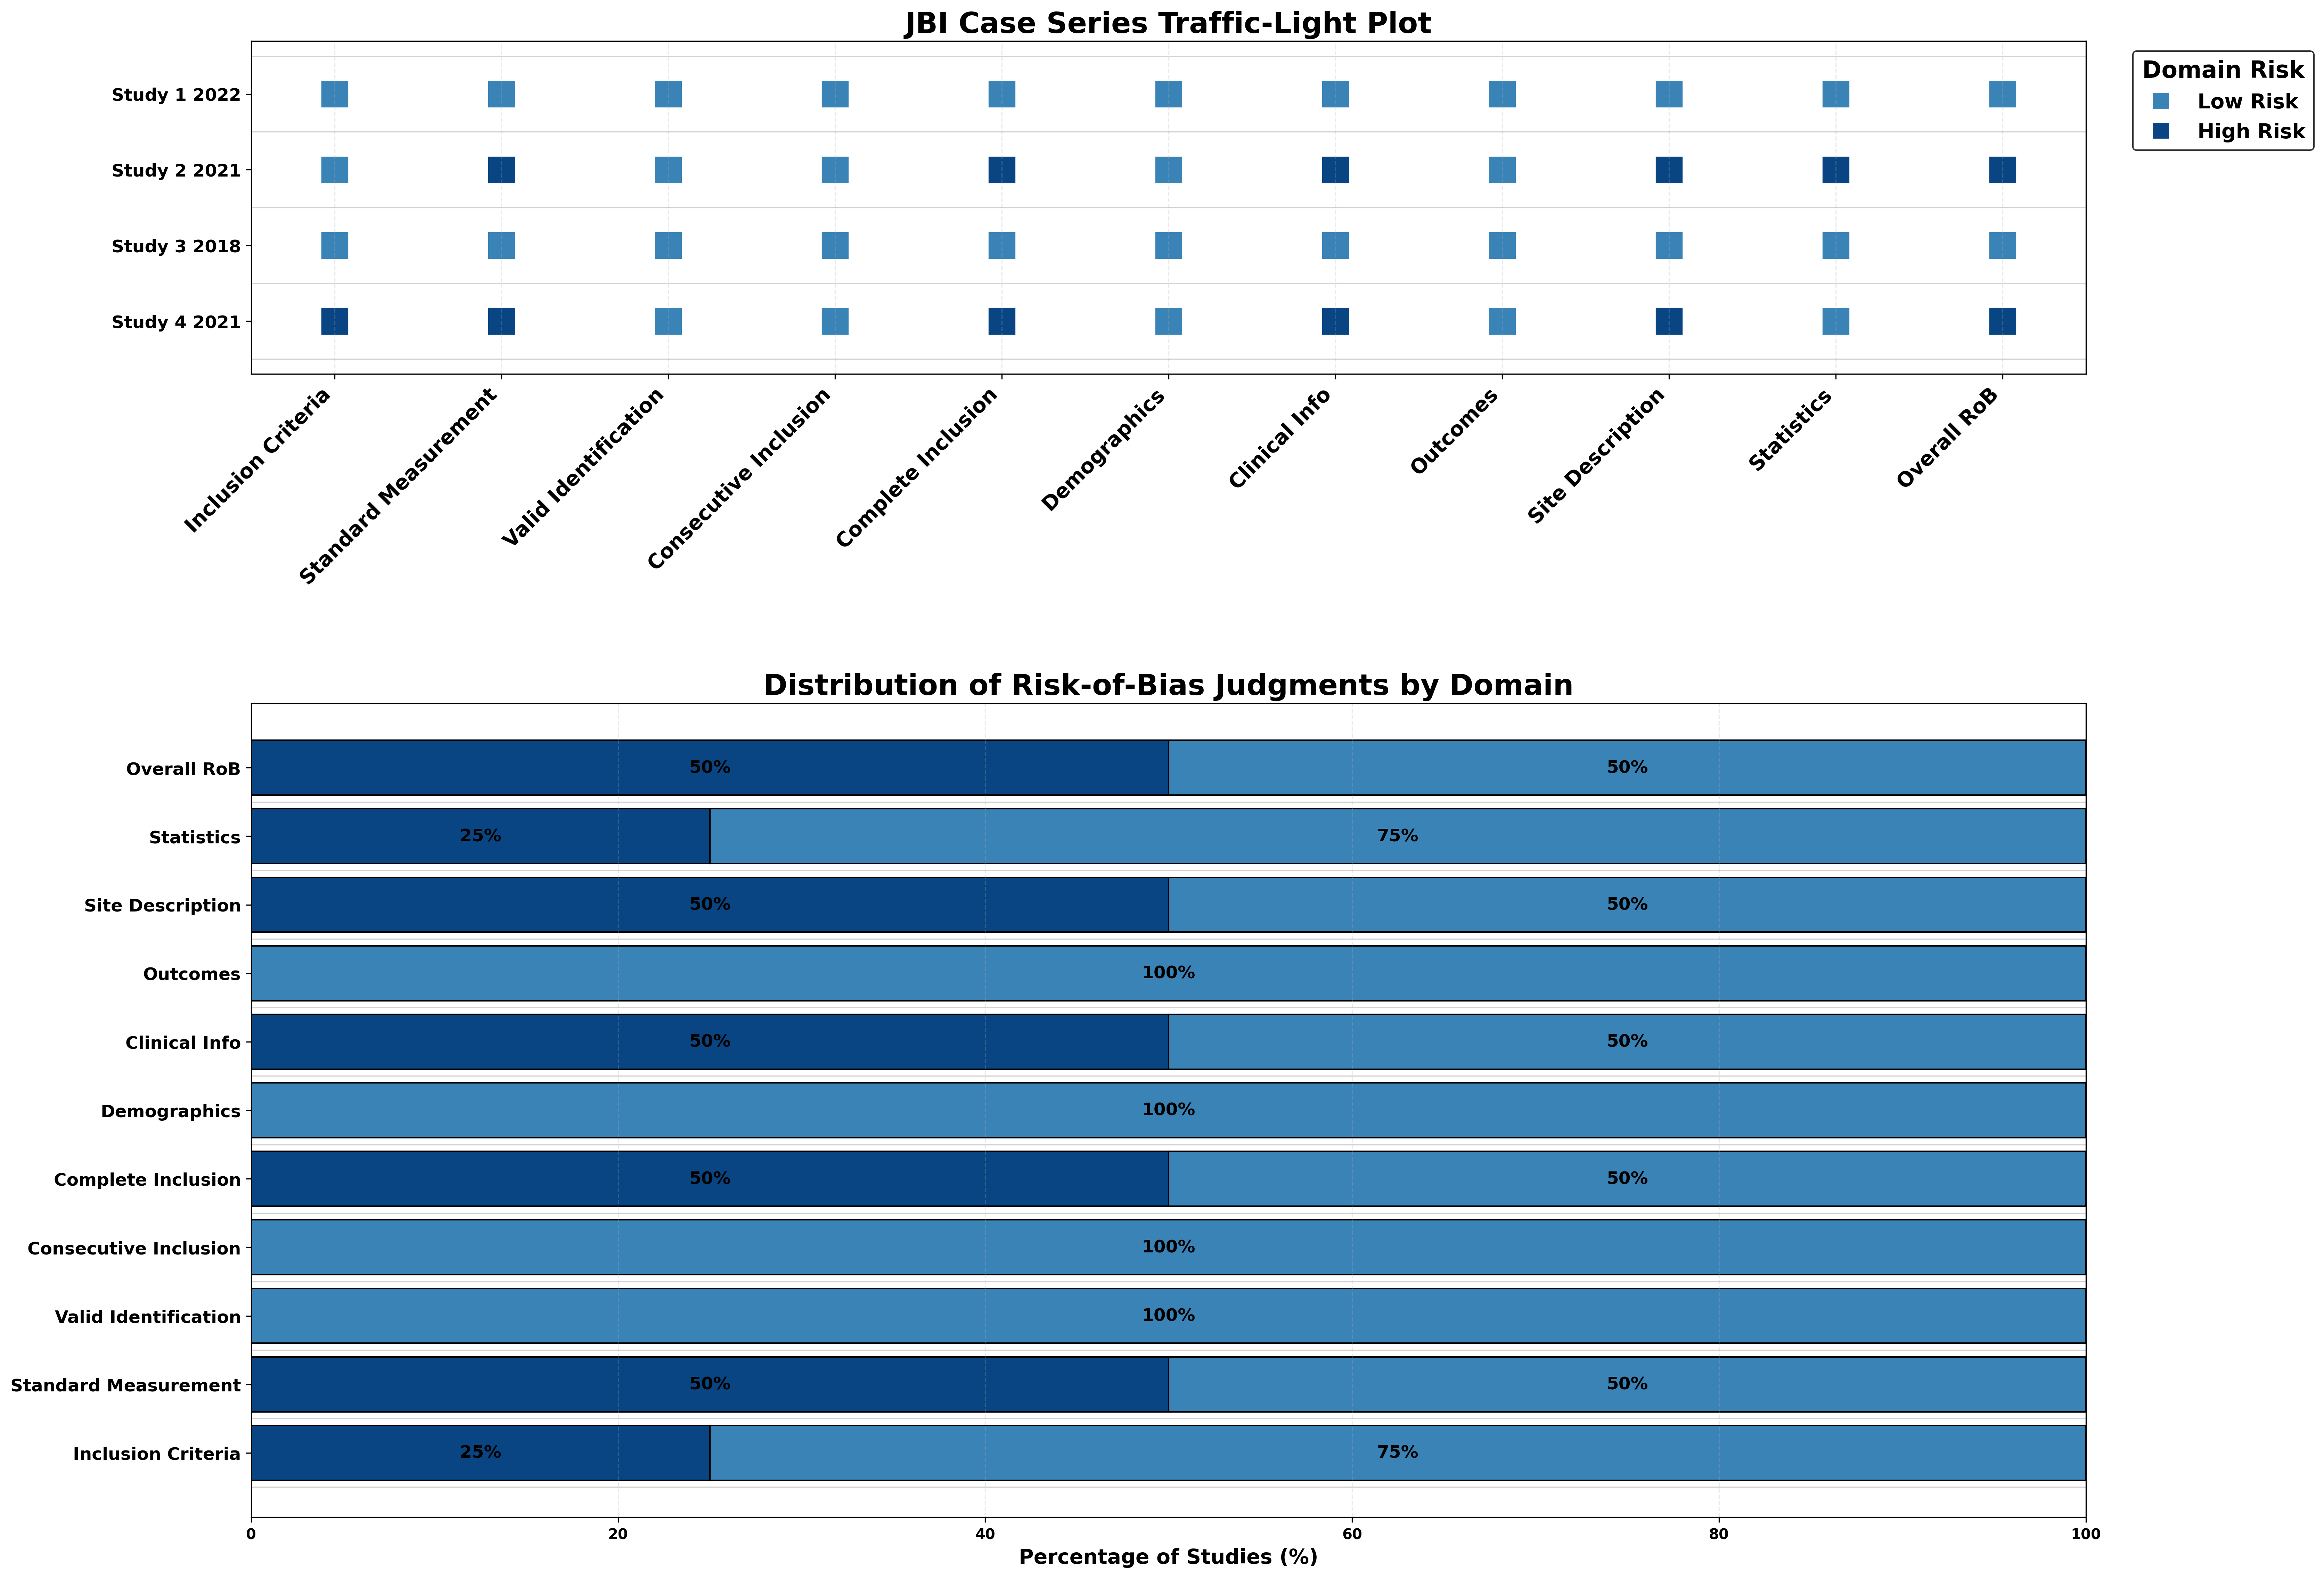 JBI Case Series Traffic-Light Plot
Study 1 2022
Study 2 2021
Study 3 2018
Study 4 2021
Inclusion Criteria
Standard Measurement
Valid Identification
Consecutive Inclusion
Complete Inclusion
Demographics
Clinical Info
Outcomes
Site Description
Statistics
Overall RoB
Domain Risk
Low Risk
High Risk
Distribution of Risk-of-Bias Judgments by Domain
Overall RoB 50% 50%
Statistics 25% 75%
Site Description 50% 50%
Outcomes 100%
Clinical Info 50% 50%
Demographics 100%
Complete Inclusion 50% 50%
Consecutive Inclusion 100%
Valid Identification 100%
Standard Measurement 50% 50%
Inclusion Criteria 25% 75%
0 20 40 60 80 100
Percentage of Studies (%)